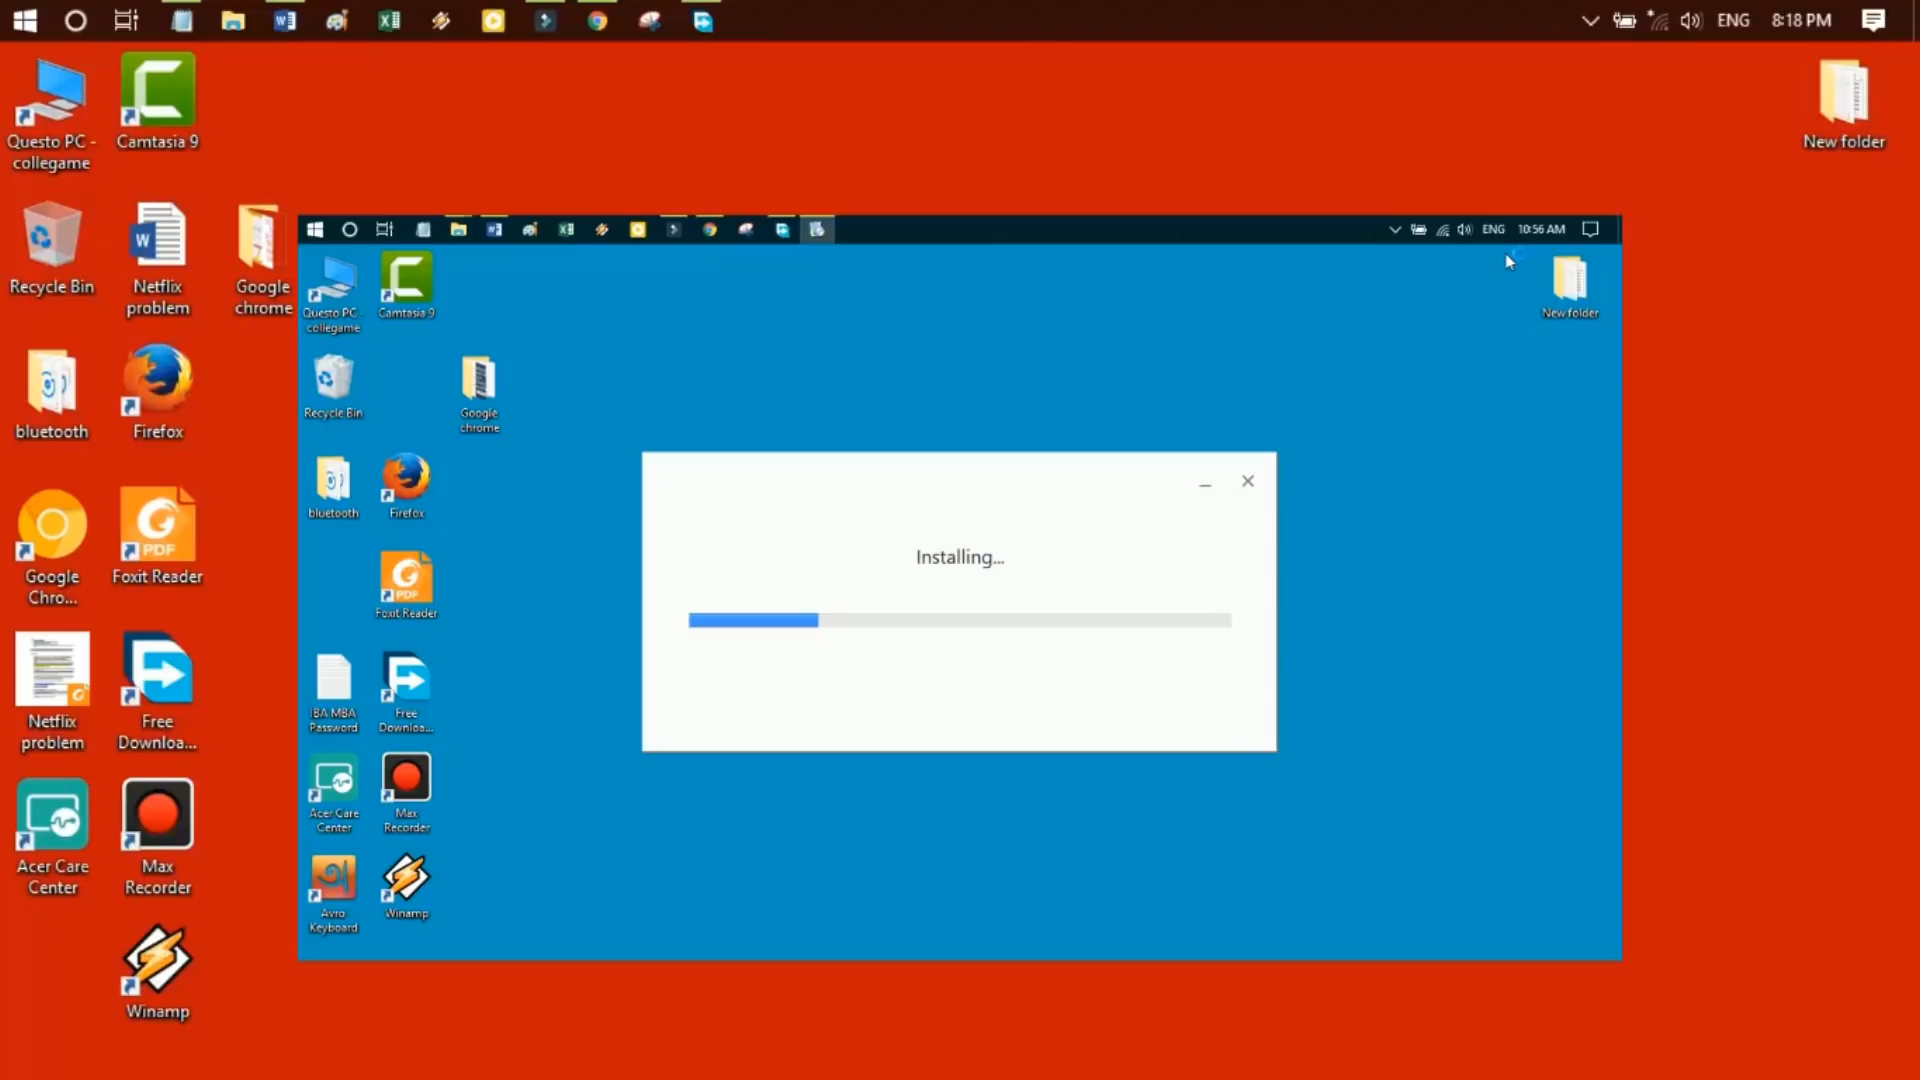 ENG 8:18 PM
Questo PC -
collegame
Camtasia 9
New folder
Recycle Bin
Netflix
problem
Google
chrome
bluetooth
Firefox
Google
Chro...
PDF
Foxit Reader
Netflix
problem
Free
Downloa...
Acer Care
Center
Max
Recorder
Winamp
ENG 10:56 AM
Questo PC -
collegame
Camtasia 9
New folder
Recycle Bin
Google
chrome
bluetooth
Firefox
PDF
Foxit Reader
IBA MBA
Password
Free
Downloa...
Acer Care
Center
Max
Recorder
Avro
Keyboard
Winamp
Installing...